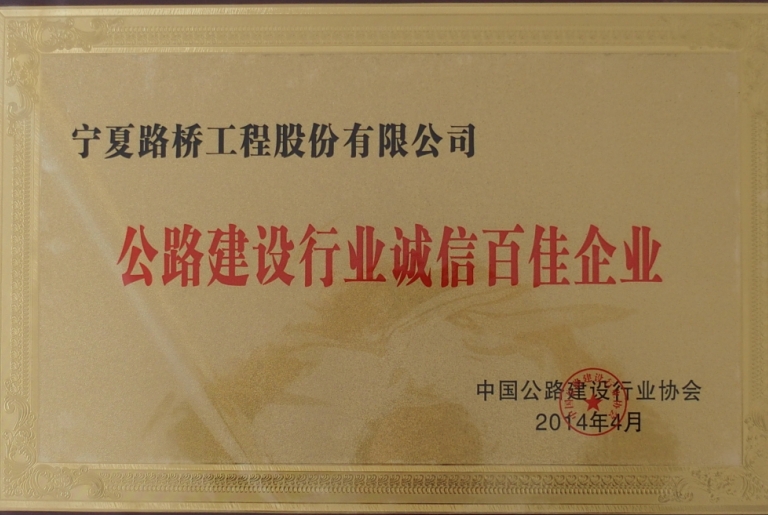 宁夏路桥工程股份有限公司
公路建设行业诚信百佳企业
中国公路建设行业协会
2014年4月